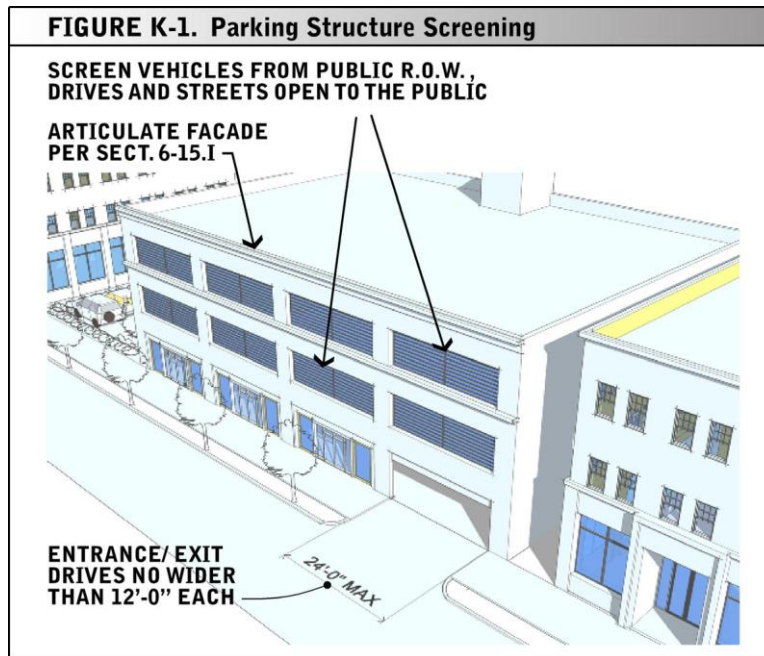 FIGURE K-1. Parking Structure Screening
SCREEN VEHICLES FROM PUBLIC R.O.W.,
DRIVES AND STREETS OPEN TO THE PUBLIC
ARTICULATE FACADE
PER SECT. 6-15.I
ENTRANCE/ EXIT
DRIVES NO WIDER
THAN 12’-0” EACH
24'-0" MAX